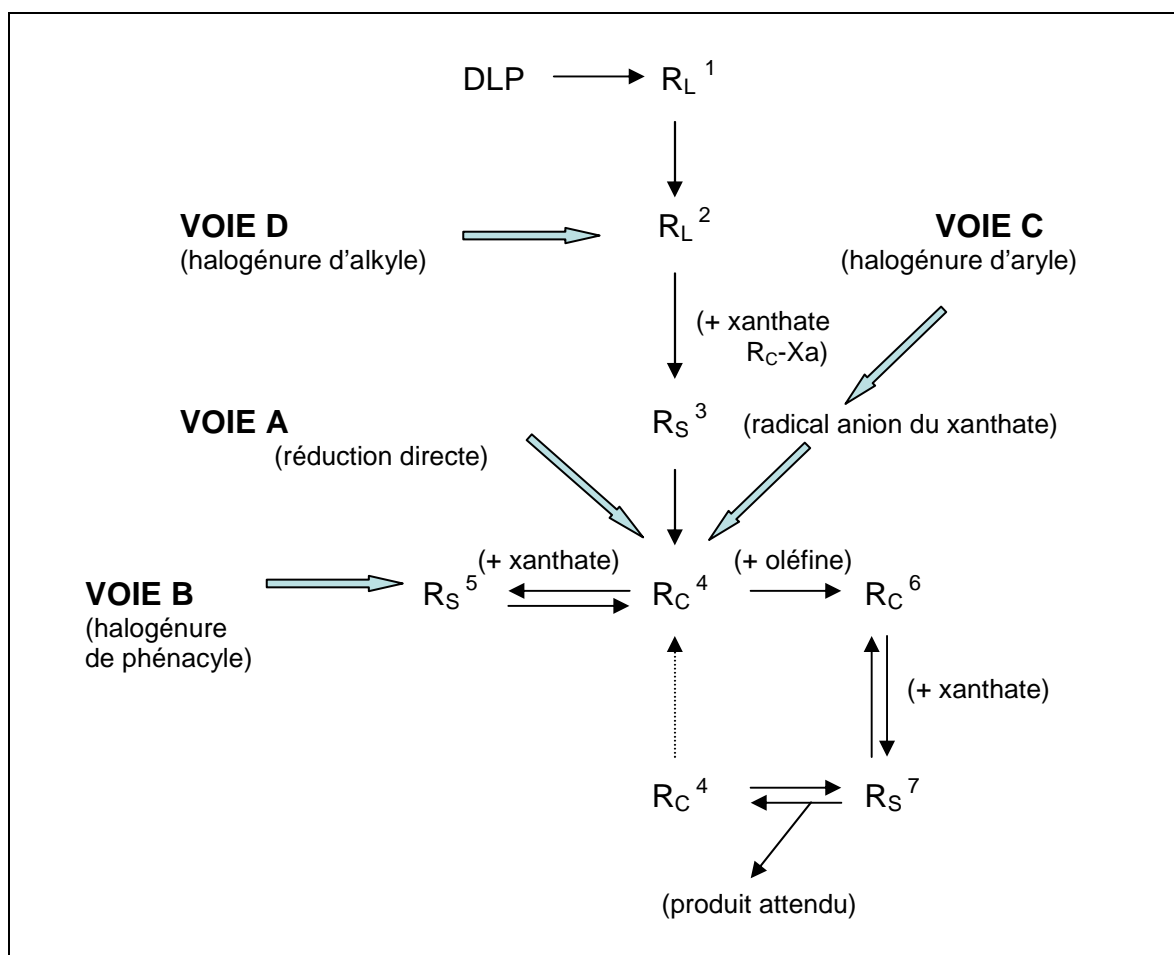 DLP R_L ^1
VOIE D
(halogénure d'alkyle)
R_L ^2
VOIE C
(halogénure d'aryle)
(+ xanthate
R_C-Xa)
VOIE A
(réduction directe)
R_S ^3
(radical anion du xanthate)
VOIE B
(halogénure
de phénacyle)
R_S ^5
(+ xanthate)
R_C ^4
(+ oléfine)
R_C ^6
(+ xanthate)
R_C ^4
R_S ^7
(produit attendu)